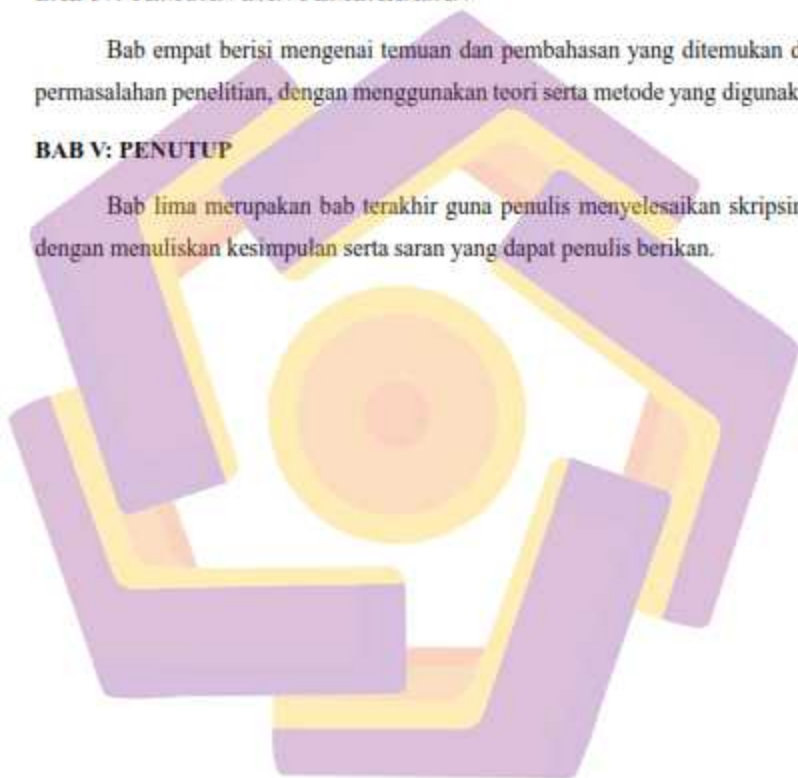 Bab empat berisi mengenai temuan dan pembahasan yang ditemukan d
permasalahan penelitian, dengan menggunakan teori serta metode yang digunak
BAB V: PENUTUP
Bab lima merupakan bab terakhir guna penulis menyelesaikan skripsin
dengan menuliskan kesimpulan serta saran yang dapat penulis berikan.